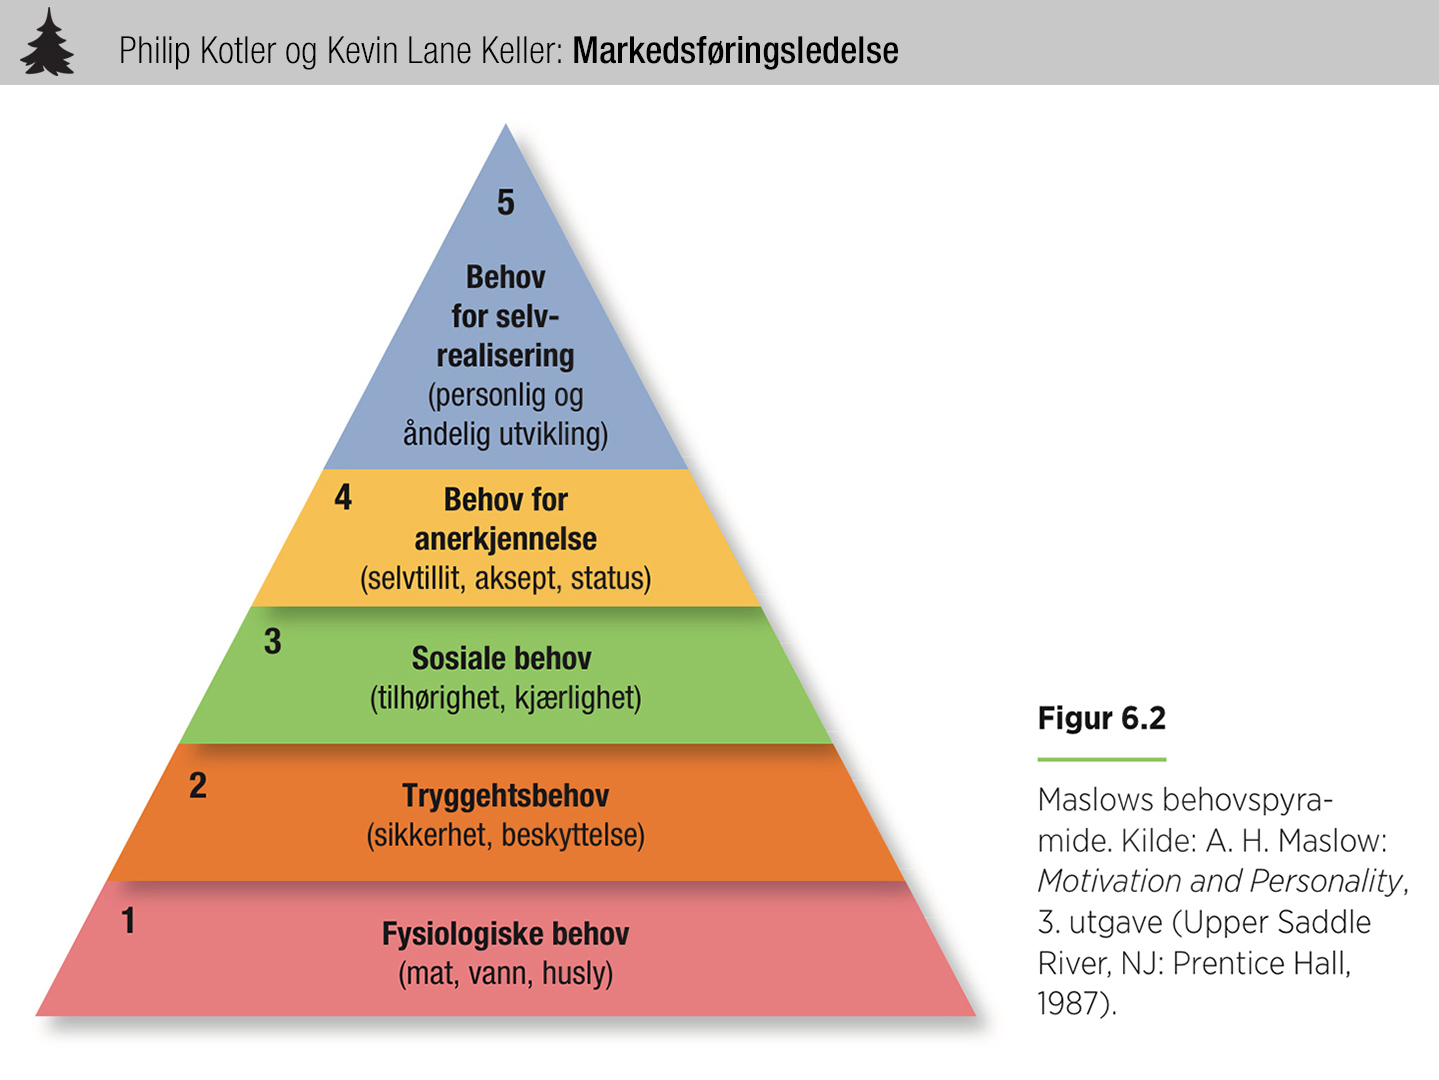 Philip Kotler og Kevin Lane Keller: Markedsføringsledelse
5
Behov
for selv-
realisering
(personlig og
åndelig utvikling)
4
Behov for
anerkjennelse
(selvtillit, aksept, status)
3
Sosiale behov
(tilhørighet, kjærlighet)
2
Tryggehtsbehov
(sikkerhet, beskyttelse)
1
Fysiologiske behov
(mat, vann, husly)
Figur 6.2
Maslows behovspyra-
mide. Kilde: A. H. Maslow:
Motivation and Personality,
3. utgave (Upper Saddle
River, NJ: Prentice Hall,
1987).